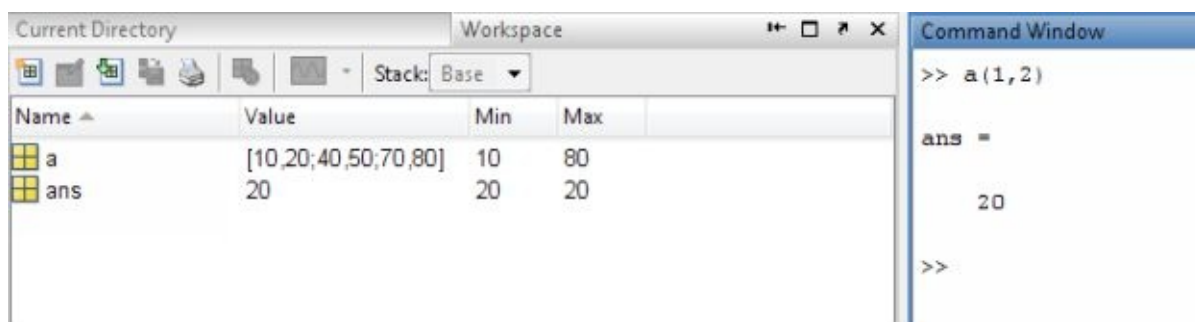 Current Directory
Workspace
Stack: Base
Name Value Min Max
a [10,20;40,50;70,80] 10 80
ans 20 20 20
Command Window
>> a(1,2)
ans =
20
>>